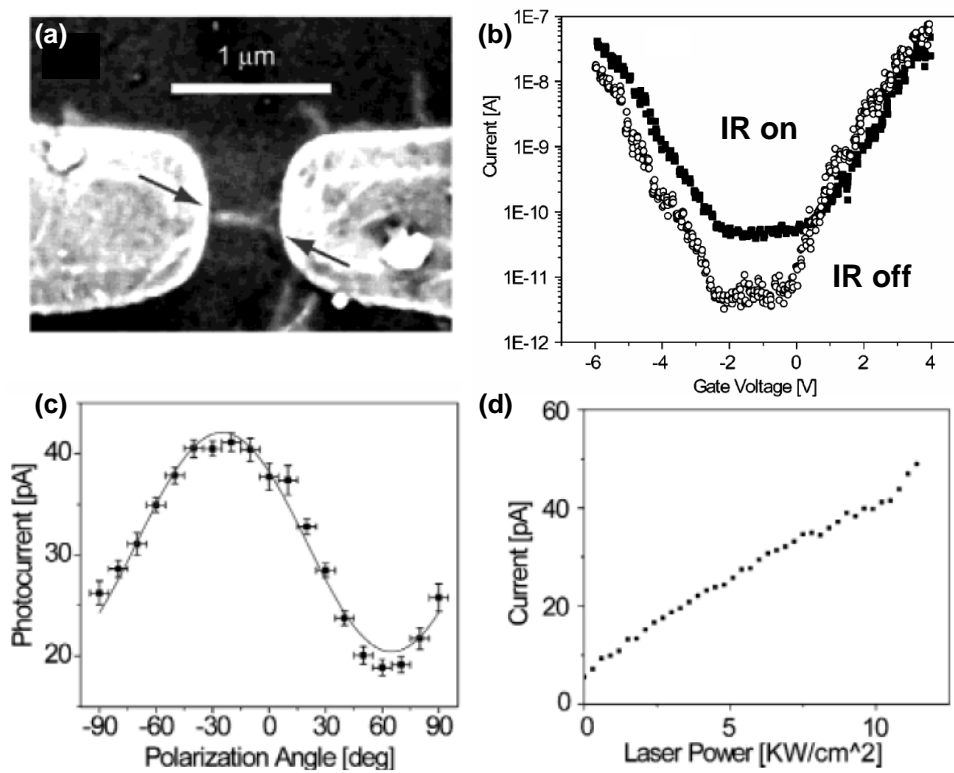 (a)
1 μm
(b)
1E-7
1E-8
1E-9
1E-10
1E-11
1E-12
Current [A]
IR on
IR off
-6
-4
-2
0
2
4
Gate Voltage [V]
(c)
40
30
20
Photocurrent [pA]
-90
-60
-30
0
30
60
90
Polarization Angle [deg]
(d)
60
40
20
0
Current [pA]
0
5
10
Laser Power [KW/cm^2]